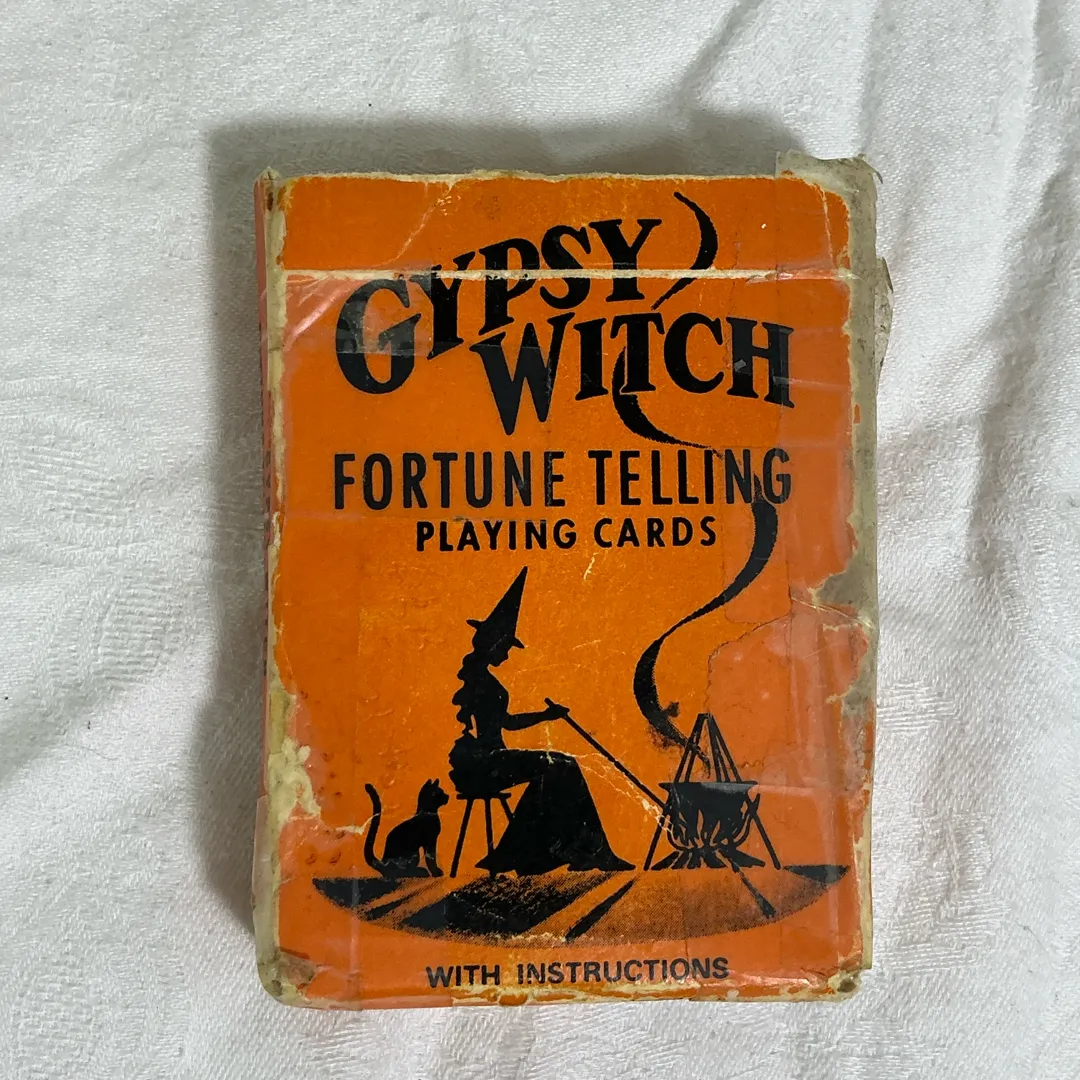 GYPSY
WITCH
FORTUNE TELLING
PLAYING CARDS
WITH INSTRUCTIONS